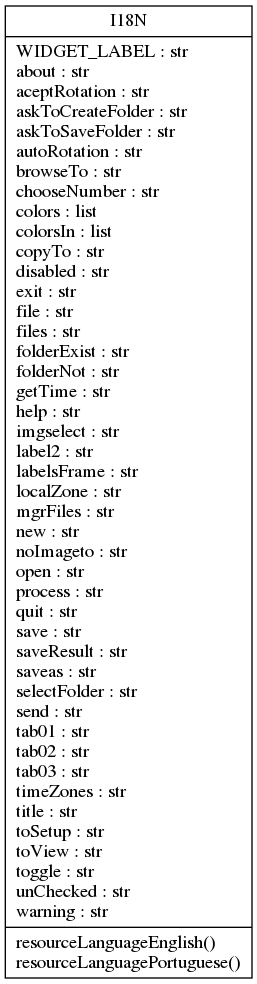 I18N
WIDGET_LABEL : str
about : str
aceptRotation : str
askToCreateFolder : str
askToSaveFolder : str
autoRotation : str
browseTo : str
chooseNumber : str
colors : list
colorsIn : list
copyTo : str
disabled : str
exit : str
file : str
files : str
folderExist : str
folderNot : str
getTime : str
help : str
imgselect : str
label2 : str
labelsFrame : str
localZone : str
mgrFiles : str
new : str
noImageto : str
open : str
process : str
quit : str
save : str
saveResult : str
saveas : str
selectFolder : str
send : str
tab01 : str
tab02 : str
tab03 : str
timeZones : str
title : str
toSetup : str
toView : str
toggle : str
unChecked : str
warning : str
resourceLanguageEnglish()
resourceLanguagePortuguese()